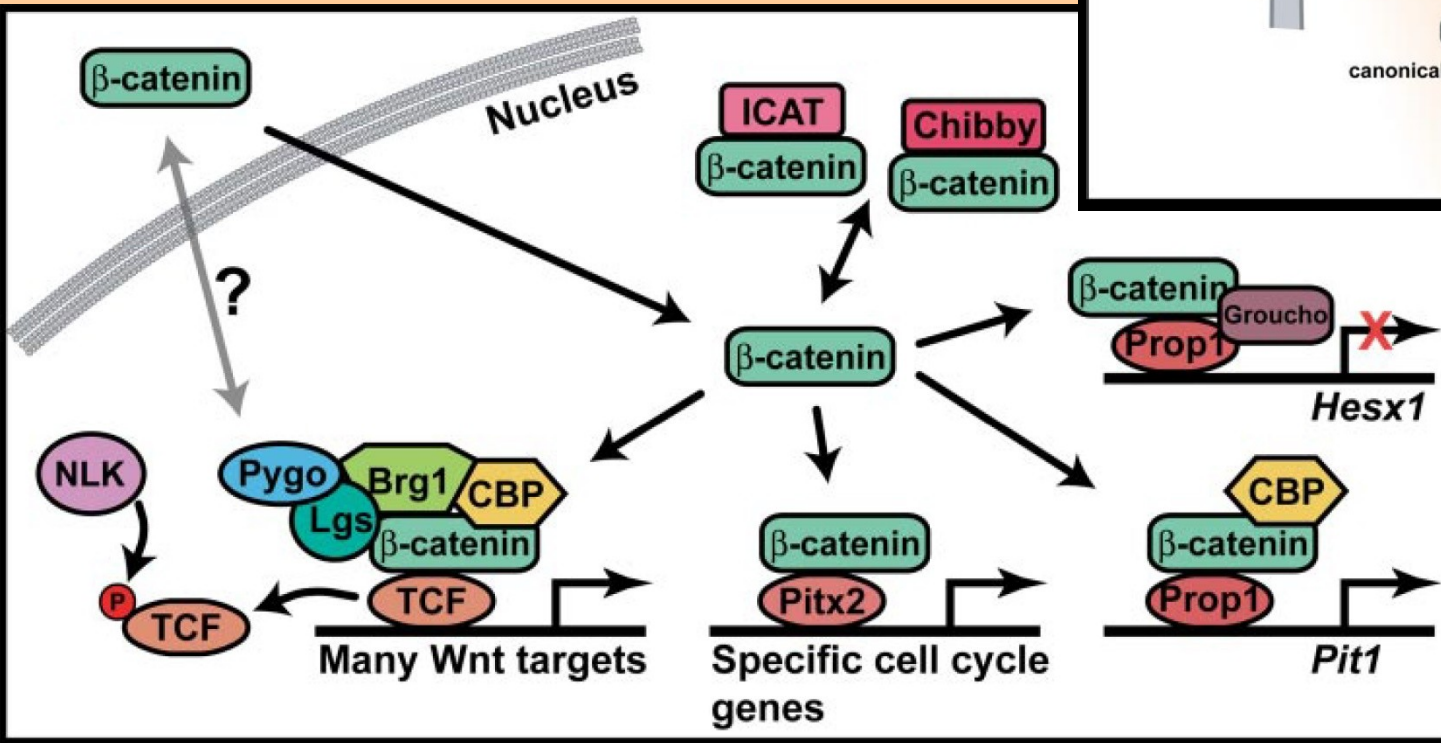 canonical
β-catenin
Nucleus
ICAT
β-catenin
Chibby
β-catenin
?
β-catenin
β-catenin
Groucho
Prop1
X
Hesx1
NLK
Pygo
Brg1
CBP
Lgs
β-catenin
TCF
P
TCF
Many Wnt targets
β-catenin
Pitx2
Specific cell cycle
genes
CBP
β-catenin
Prop1
Pit1